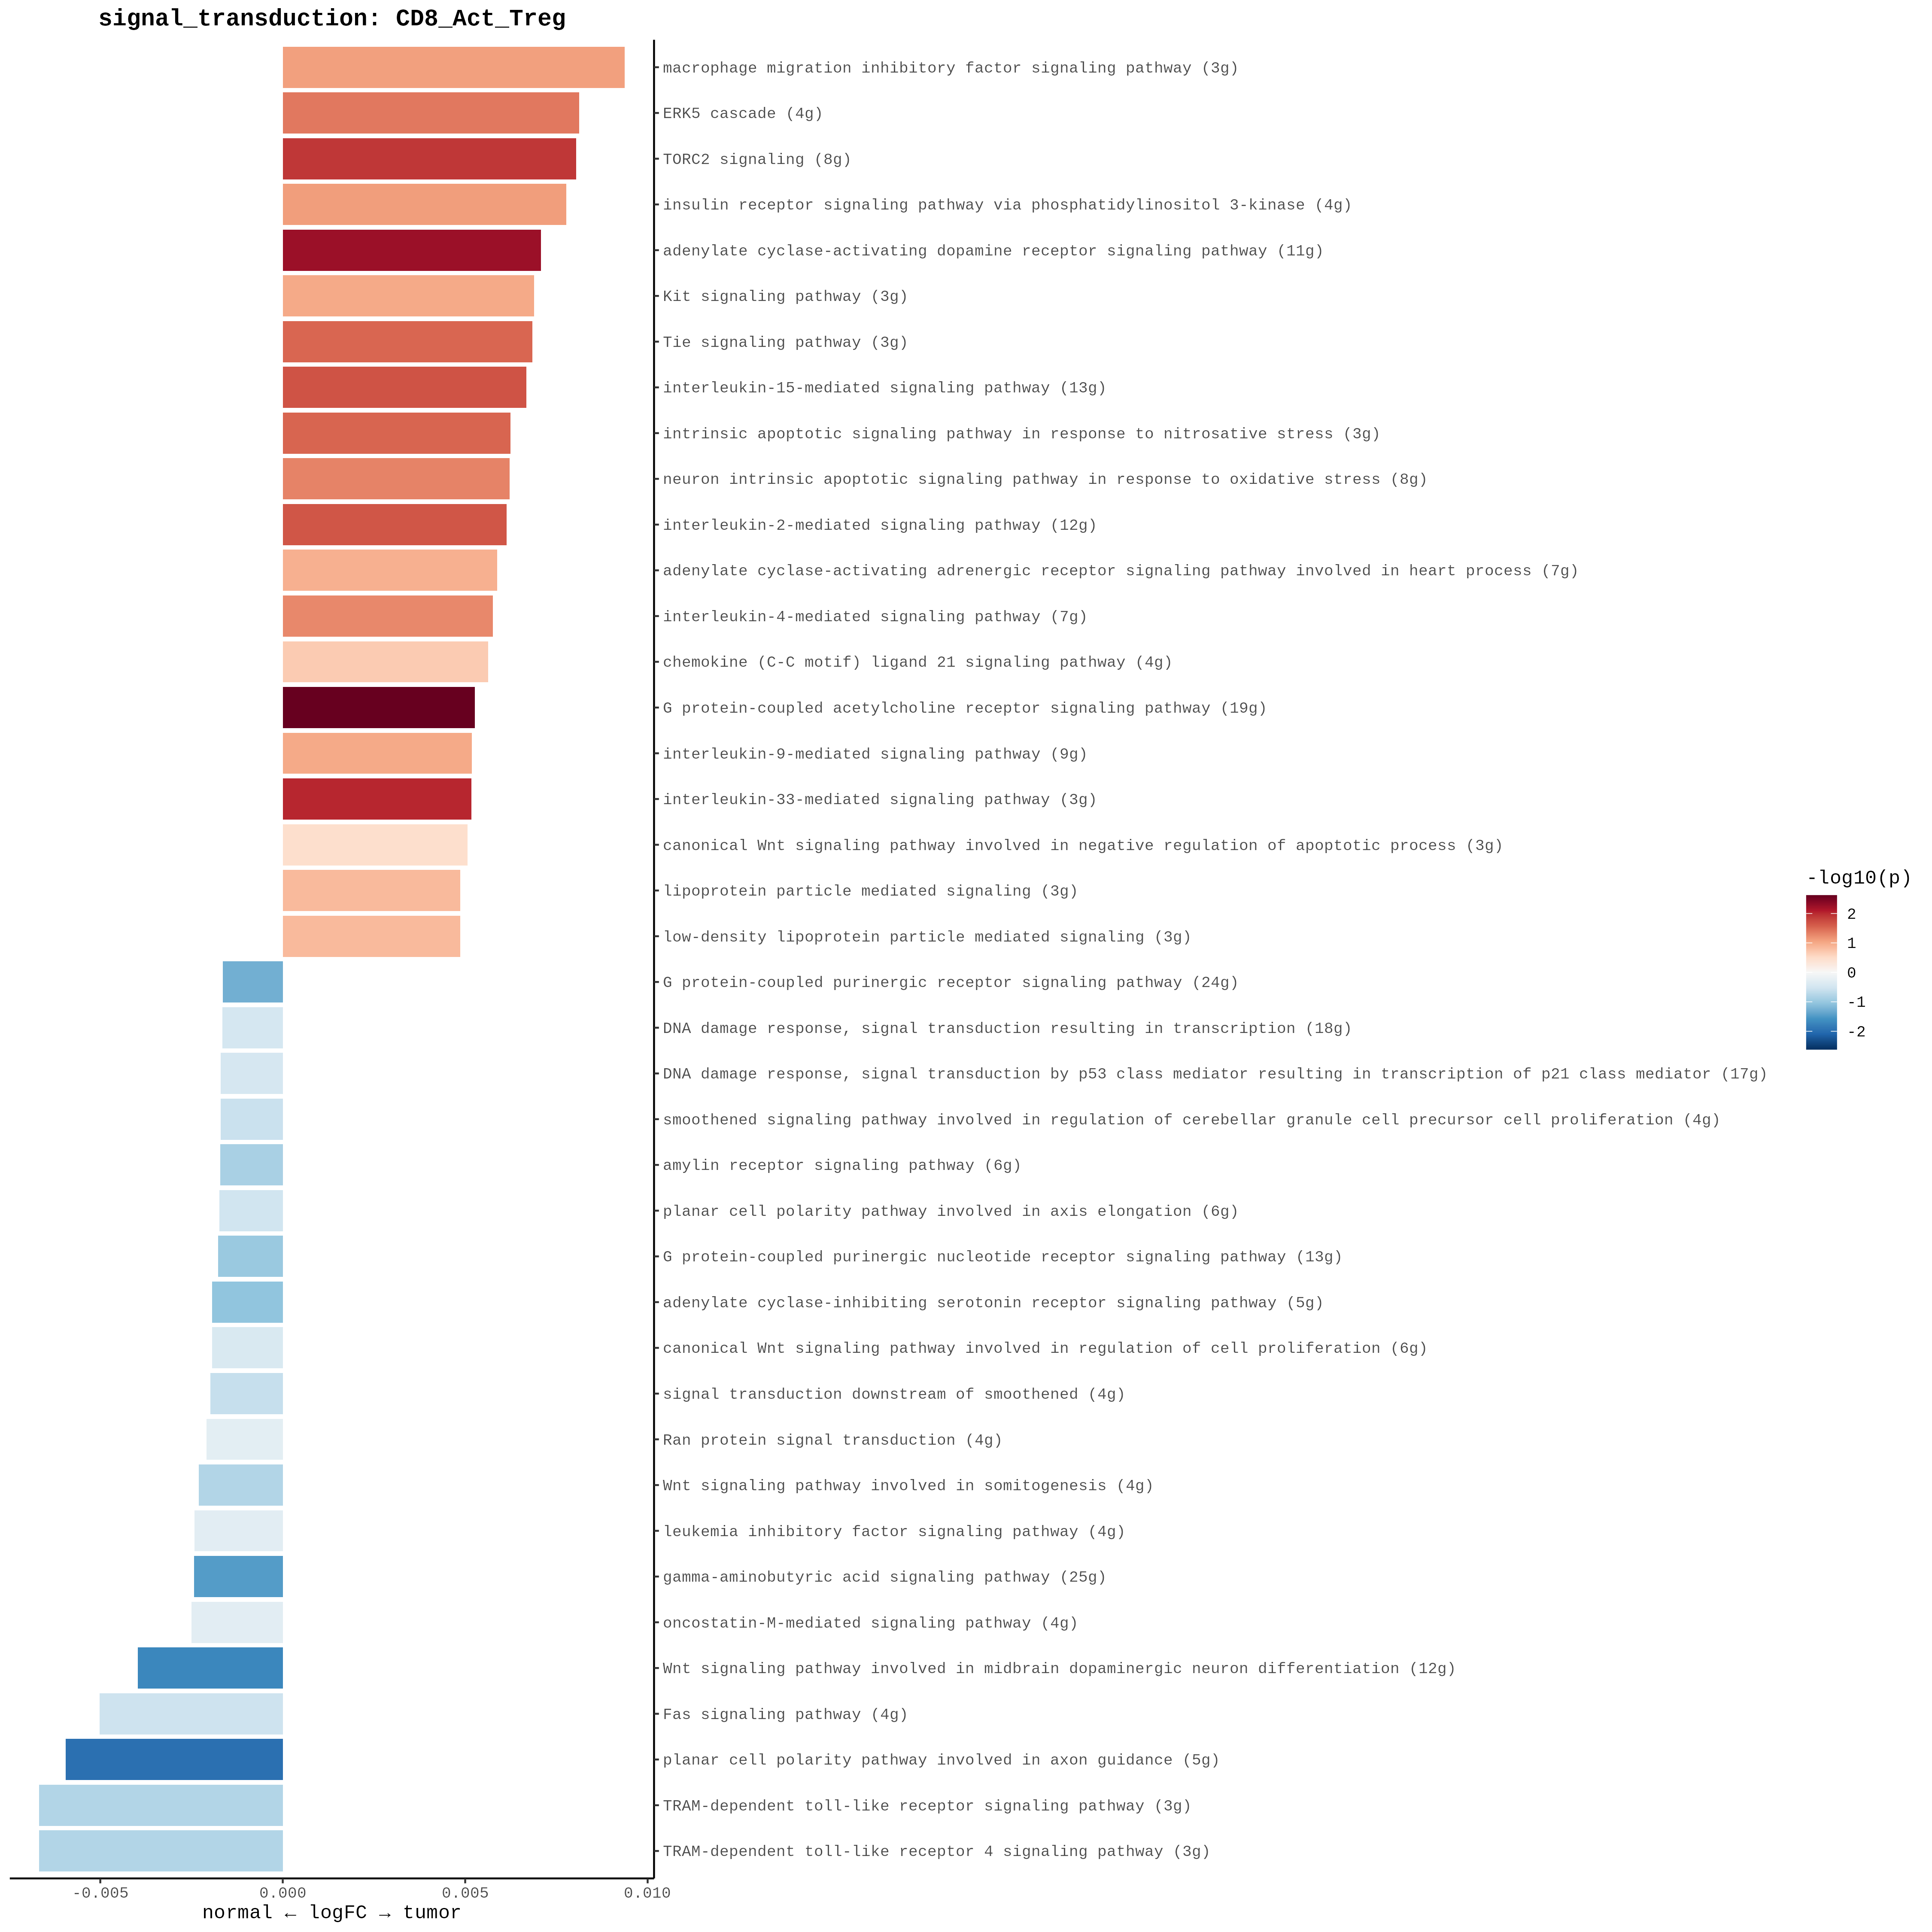 signal_transduction: CD8_Act_Treg
macrophage migration inhibitory factor signaling pathway (3g)
ERK5 cascade (4g)
TORC2 signaling (8g)
insulin receptor signaling pathway via phosphatidylinositol 3-kinase (4g)
adenylate cyclase-activating dopamine receptor signaling pathway (11g)
Kit signaling pathway (3g)
Tie signaling pathway (3g)
interleukin-15-mediated signaling pathway (13g)
intrinsic apoptotic signaling pathway in response to nitrosative stress (3g)
neuron intrinsic apoptotic signaling pathway in response to oxidative stress (8g)
interleukin-2-mediated signaling pathway (12g)
adenylate cyclase-activating adrenergic receptor signaling pathway involved in heart process (7g)
interleukin-4-mediated signaling pathway (7g)
chemokine (C-C motif) ligand 21 signaling pathway (4g)
G protein-coupled acetylcholine receptor signaling pathway (19g)
interleukin-9-mediated signaling pathway (9g)
interleukin-33-mediated signaling pathway (3g)
canonical Wnt signaling pathway involved in negative regulation of apoptotic process (3g)
lipoprotein particle mediated signaling (3g)
low-density lipoprotein particle mediated signaling (3g)
G protein-coupled purinergic receptor signaling pathway (24g)
DNA damage response, signal transduction resulting in transcription (18g)
DNA damage response, signal transduction by p53 class mediator resulting in transcription of p21 class mediator (17g)
smoothened signaling pathway involved in regulation of cerebellar granule cell precursor cell proliferation (4g)
amylin receptor signaling pathway (6g)
planar cell polarity pathway involved in axis elongation (6g)
G protein-coupled purinergic nucleotide receptor signaling pathway (13g)
adenylate cyclase-inhibiting serotonin receptor signaling pathway (5g)
canonical Wnt signaling pathway involved in regulation of cell proliferation (6g)
signal transduction downstream of smoothened (4g)
Ran protein signal transduction (4g)
Wnt signaling pathway involved in somitogenesis (4g)
leukemia inhibitory factor signaling pathway (4g)
gamma-aminobutyric acid signaling pathway (25g)
oncostatin-M-mediated signaling pathway (4g)
Wnt signaling pathway involved in midbrain dopaminergic neuron differentiation (12g)
Fas signaling pathway (4g)
planar cell polarity pathway involved in axon guidance (5g)
TRAM-dependent toll-like receptor signaling pathway (3g)
TRAM-dependent toll-like receptor 4 signaling pathway (3g)
-0.005 0.000 0.005 0.010
normal ← logFC → tumor
-log10(p)
2
1
0
-1
-2